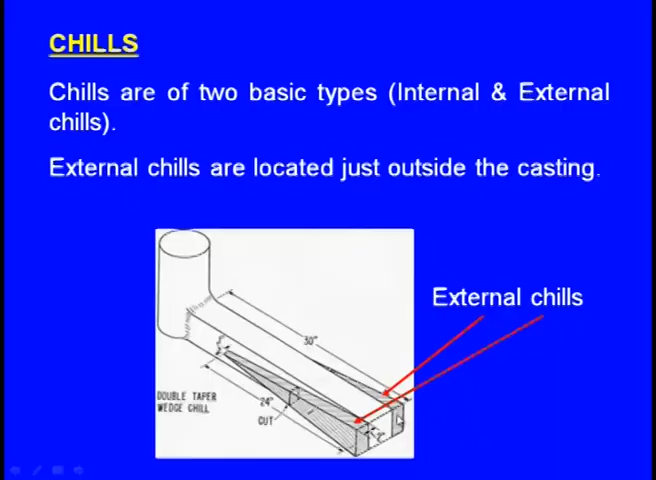 CHILLS
Chills are of two basic types (Internal & External
chills).
External chills are located just outside the casting.
External chills
30"
DOUBLE TAPER
WEDGE CHILL
24"
CUT